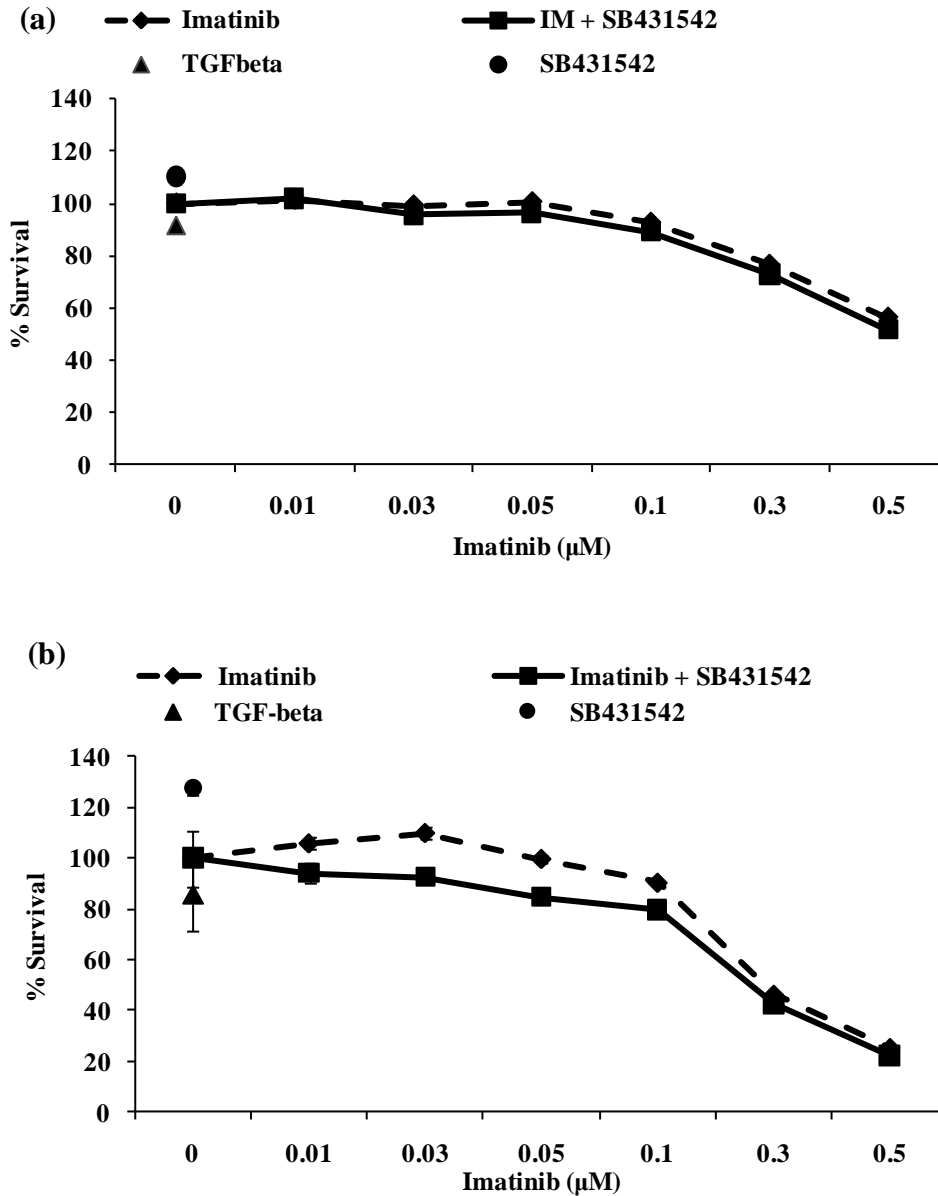 (a)
Imatinib IM + SB431542
TGFbeta SB431542
140
120
100
80
60
40
20
0
% Survival
0 0.01 0.03 0.05 0.1 0.3 0.5
Imatinib (µM)
(b)
Imatinib Imatinib + SB431542
TGF-beta SB431542
140
120
100
80
60
40
20
0
% Survival
0 0.01 0.03 0.05 0.1 0.3 0.5
Imatinib (µM)